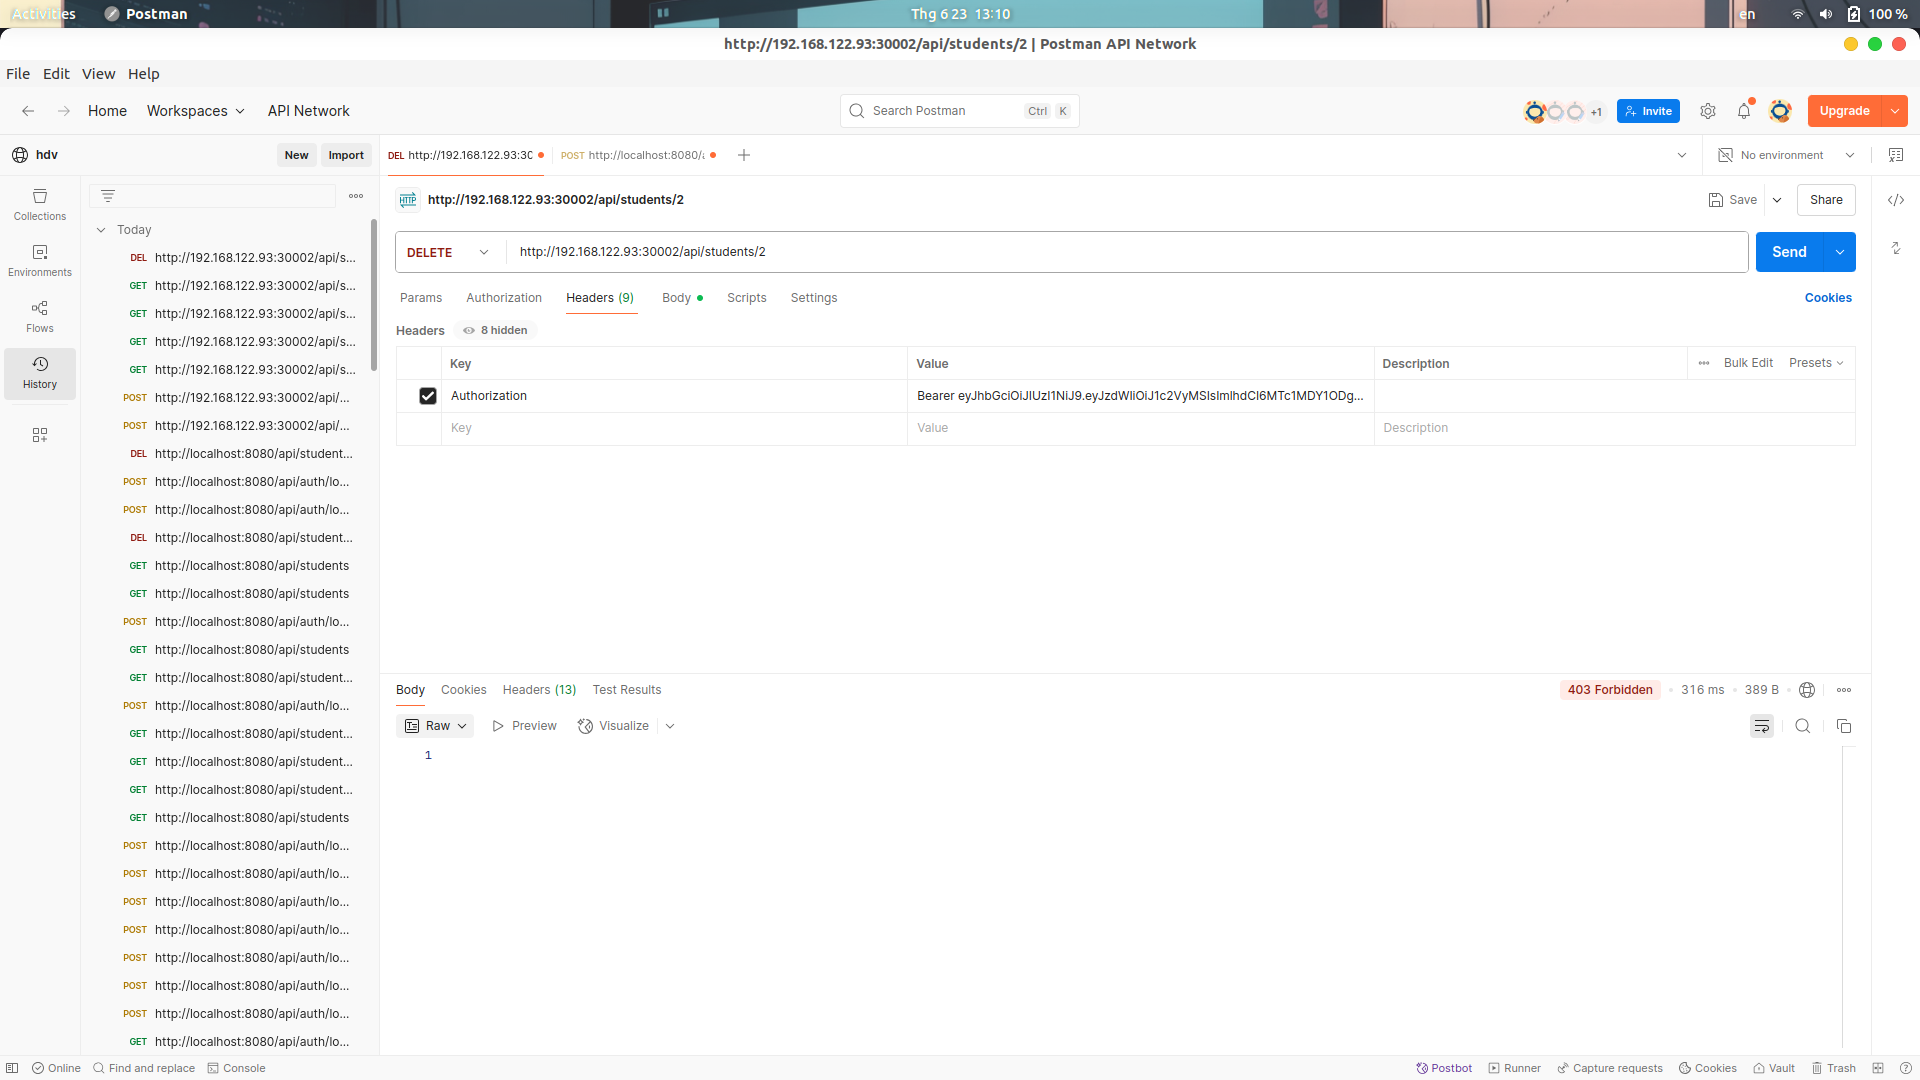 Activities
Postman
Thg 6 23 13:10
en
100 %
http://192.168.122.93:30002/api/students/2 | Postman API Network
File Edit View Help
Home Workspaces API Network
Search Postman Ctrl K
+1
Invite
Upgrade
hdv
New
Import
DEL http://192.168.122.93:30
POST http://localhost:8080/
No environment
Collections
Environments
Flows
History
Today
DEL http://192.168.122.93:30002/api/s...
GET http://192.168.122.93:30002/api/s...
GET http://192.168.122.93:30002/api/s...
GET http://192.168.122.93:30002/api/s...
GET http://192.168.122.93:30002/api/s...
POST http://192.168.122.93:30002/api/...
POST http://192.168.122.93:30002/api/...
DEL http://localhost:8080/api/student...
POST http://localhost:8080/api/auth/lo...
POST http://localhost:8080/api/auth/lo...
DEL http://localhost:8080/api/student...
GET http://localhost:8080/api/students
GET http://localhost:8080/api/students
POST http://localhost:8080/api/auth/lo...
GET http://localhost:8080/api/students
GET http://localhost:8080/api/student...
POST http://localhost:8080/api/auth/lo...
GET http://localhost:8080/api/student...
GET http://localhost:8080/api/student...
GET http://localhost:8080/api/student...
GET http://localhost:8080/api/students
POST http://localhost:8080/api/auth/lo...
POST http://localhost:8080/api/auth/lo...
POST http://localhost:8080/api/auth/lo...
POST http://localhost:8080/api/auth/lo...
POST http://localhost:8080/api/auth/lo...
POST http://localhost:8080/api/auth/lo...
POST http://localhost:8080/api/auth/lo...
GET http://localhost:8080/api/auth/lo...
HTTP http://192.168.122.93:30002/api/students/2
Save
Share
DELETE http://192.168.122.93:30002/api/students/2
Send
Params Authorization Headers (9) Body Scripts Settings
Cookies
Headers 8 hidden
Key Value Description
Bulk Edit Presets
Authorization Bearer eyJhbGciOiJIUzI1NiJ9.eyJzdWIiOiJ1c2VyMSIsImlhdCI6MTc1MDY1ODg...
Key Value Description
Body Cookies Headers (13) Test Results
403 Forbidden 316 ms 389 B
Raw Preview Visualize
1
Online Find and replace Console
Postbot Runner Capture requests Cookies Vault Trash